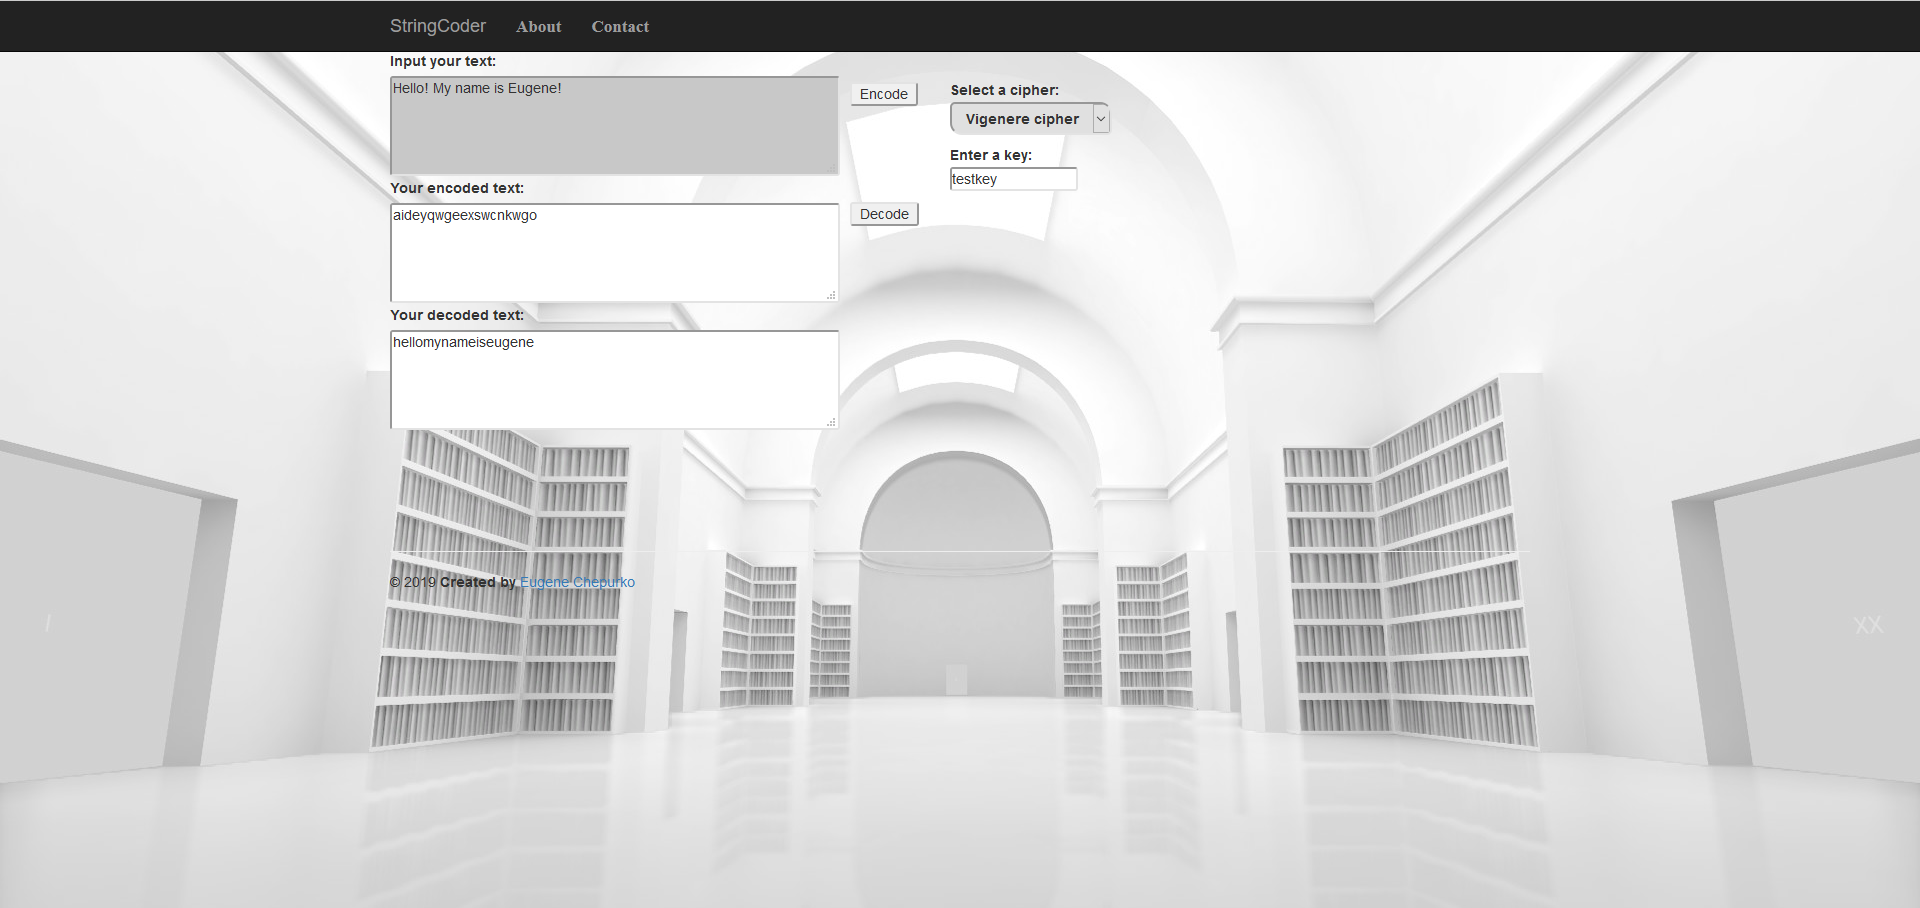 StringCoder About Contact
Input your text:
Hello! My name is Eugene!
Encode
Select a cipher:
Vigenere cipher
Enter a key:
testkey
Your encoded text:
aideyqwgeexswcnkwgo
Decode
Your decoded text:
hellomynameiseugene
© 2019 Created by Eugene Chepurko
/
XX